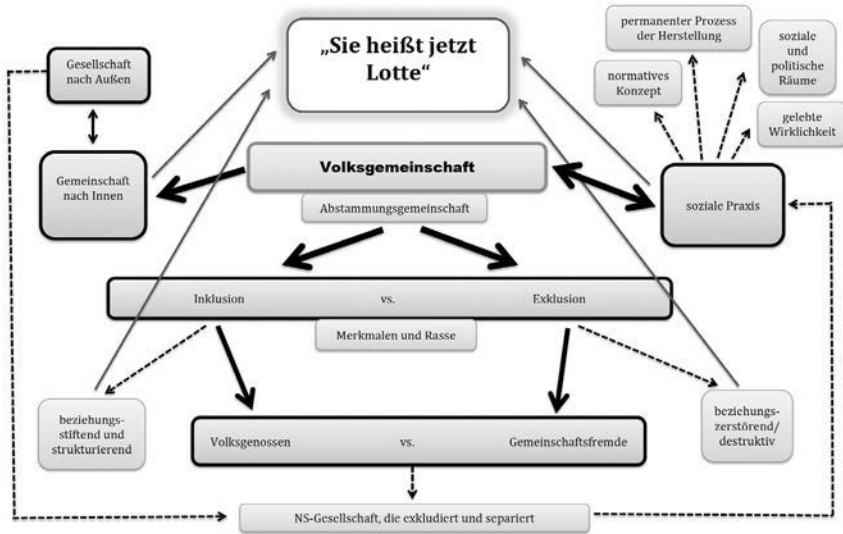 permanenter Prozess
der Herstellung
soziale
und
politische
Räume
normatives
Konzept
gelebte
Wirklichkeit
„Sie heißt jetzt
Lotte“
Gesellschaft
nach Außen
Gemeinschaft
nach Innen
Volksgemeinschaft
Abstammungsgemeinschaft
soziale Praxis
Inklusion vs. Exklusion
Merkmalen und Rasse
beziehungs-
stiftend und
strukturierend
Volksgenossen vs. Gemeinschaftsfremde
beziehungs-
zerstörend/
destruktiv
NS-Gesellschaft, die exkludiert und separiert